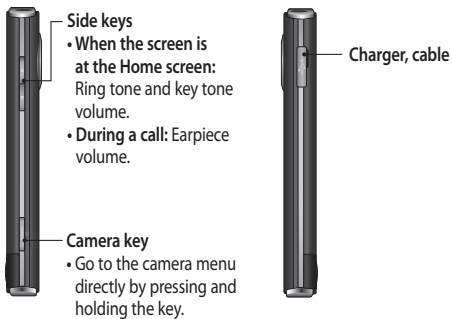 Side keys
• When the screen is
at the Home screen:
Ring tone and key tone
volume.
• During a call: Earpiece
volume.
Camera key
• Go to the camera menu
directly by pressing and
holding the key.
Charger, cable